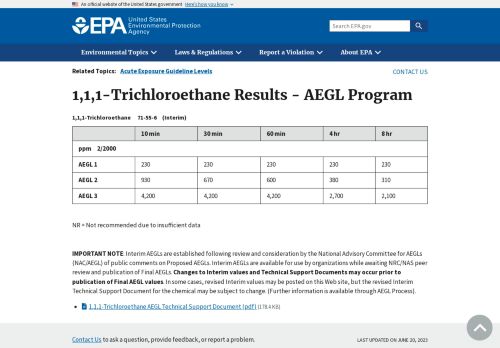 An official website of the United States government Here's how you know
EPA United States
Environmental Protection
Agency
Search EPA.gov
Environmental Topics Laws & Regulations Report a Violation About EPA
Related Topics: Acute Exposure Guideline Levels
CONTACT US
1,1,1-Trichloroethane Results - AEGL Program
1,1,1-Trichloroethane 71-55-6 (Interim)
10 min 30 min 60 min 4 hr 8 hr
ppm 2/2000
AEGL 1 230 230 230 230 230
AEGL 2 930 670 600 380 310
AEGL 3 4,200 4,200 4,200 2,700 2,100
NR = Not recommended due to insufficient data
IMPORTANT NOTE: Interim AEGLs are established following review and consideration by the National Advisory Committee for AEGLs
(NAC/AEGL) of public comments on Proposed AEGLs. Interim AEGLs are available for use by organizations while awaiting NRC/NAS peer
review and publication of Final AEGLs. Changes to Interim values and Technical Support Documents may occur prior to
publication of Final AEGL values. In some cases, revised Interim values may be posted on this Web site, but the revised Interim
Technical Support Document for the chemical may be subject to change. (Further information is available through AEGL Process).
1,1,1-Trichloroethane AEGL Technical Support Document (pdf) (178.4 KB)
Contact Us to ask a question, provide feedback, or report a problem.
LAST UPDATED ON JUNE 20, 2023